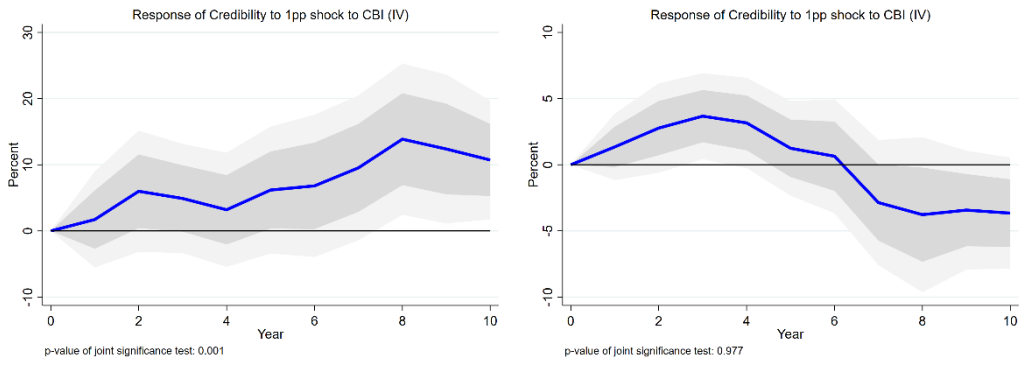 Response of Credibility to 1pp shock to CBI (IV)
30
20
10
0
-10
Percent
0 2 4 6 8 10
Year
p-value of joint significance test: 0.001
Response of Credibility to 1pp shock to CBI (IV)
10
5
0
-5
-10
Percent
0 2 4 6 8 10
Year
p-value of joint significance test: 0.977